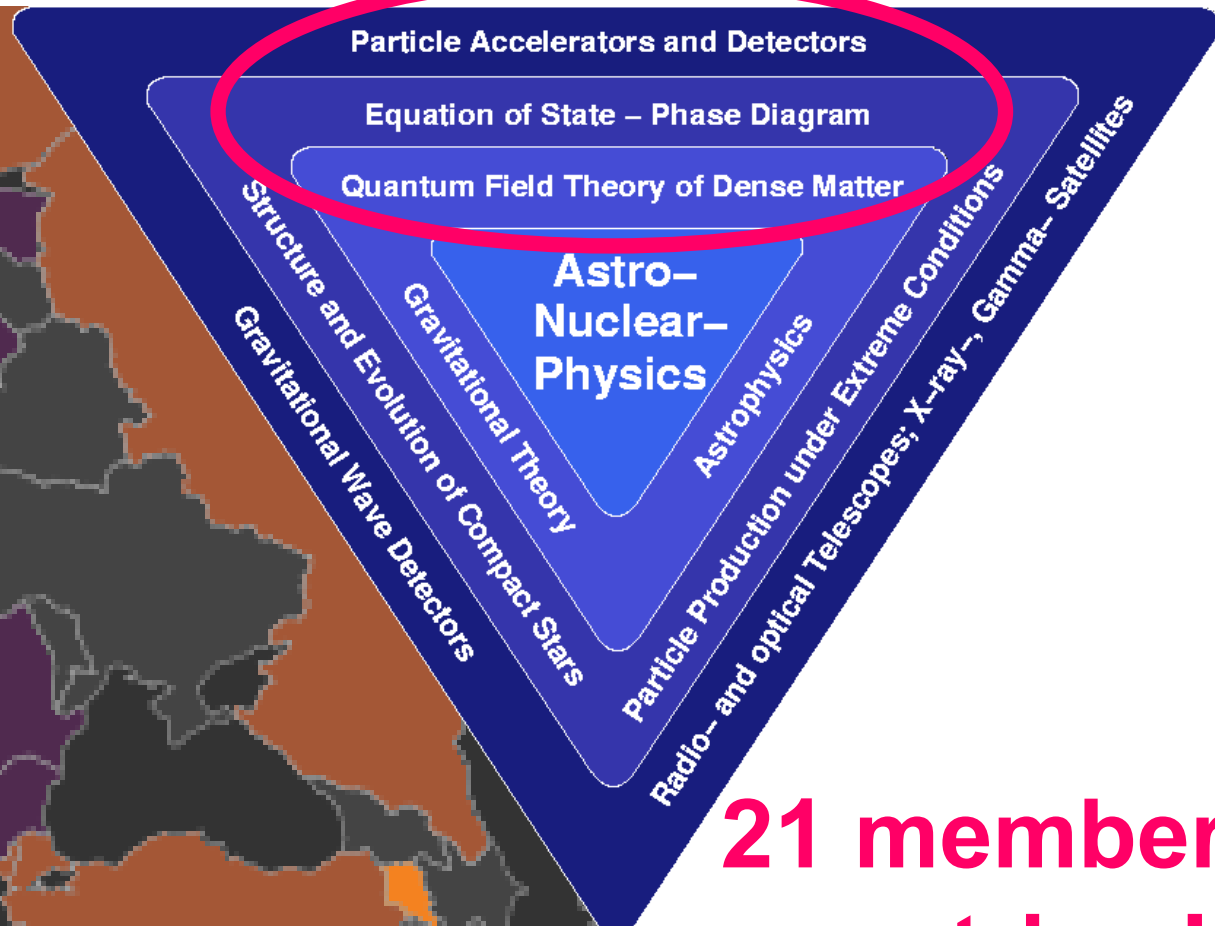 Particle Accelerators and Detectors
Equation of State – Phase Diagram
Quantum Field Theory of Dense Matter
Astro–
Nuclear–
Physics
Gravitational Theory
Structure and Evolution of Compact Stars
Gravitational Wave Detectors
Astrophysics
Particle Production under Extreme Conditions
Radio– and optical Telescopes; X–ray–, Gamma– Satellites
21 member